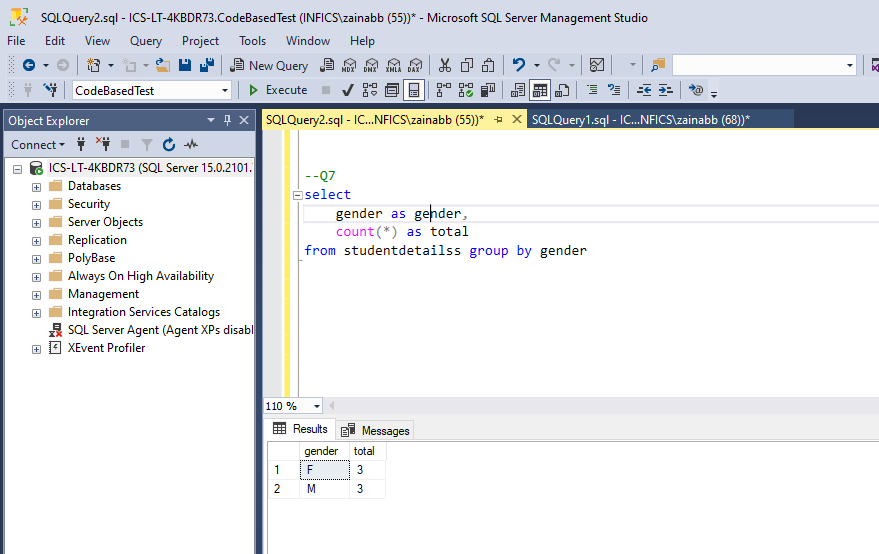 SQLQuery2.sql - ICS-LT-4KBDR73.CodeBasedTest (INFICS\zainabb (55))* - Microsoft SQL Server Management Studio
File Edit View Query Project Tools Window Help
New Query MDX DMX XMLA DAX
CodeBasedTest Execute
Object Explorer
Connect
ICS-LT-4KBDR73 (SQL Server 15.0.2101.
Databases
Security
Server Objects
Replication
PolyBase
Always On High Availability
Management
Integration Services Catalogs
SQL Server Agent (Agent XPs disabl
XEvent Profiler
SQLQuery2.sql - IC...NFICS\zainabb (55))* SQLQuery1.sql - IC...NFICS\zainabb (68))*
--Q7
select
gender as gender,
count(*) as total
from studentdetailss group by gender
110 %
Results Messages
gender total
1 F 3
2 M 3